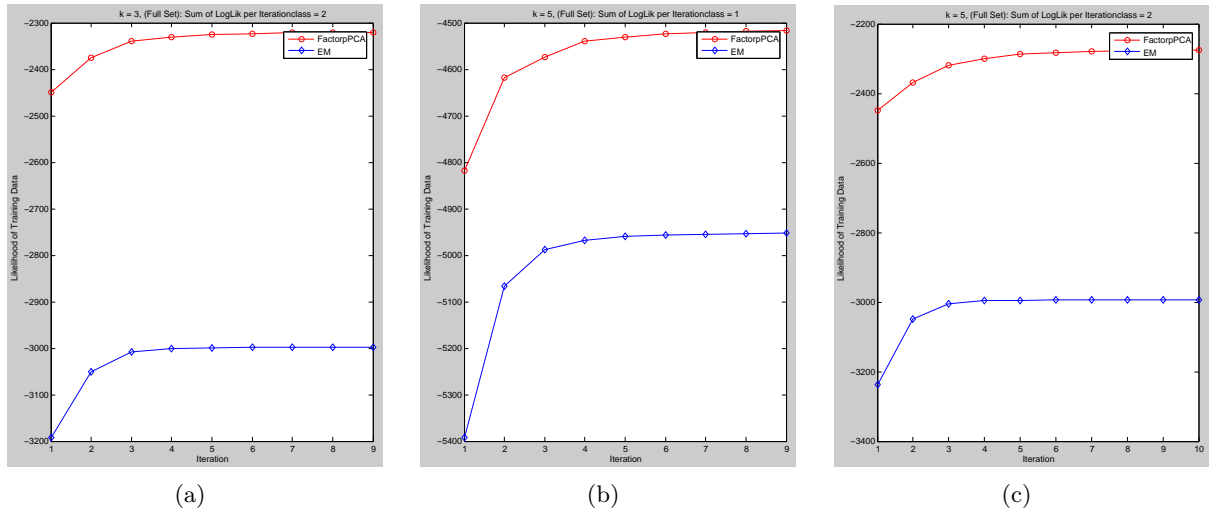 k = 3, (Full Set): Sum of LogLik per Iterationclass = 2
−2300
−2400
−2500
−2600
−2700
−2800
−2900
−3000
−3100
−3200
Likelihood of Training Data
1 2 3 4 5 6 7 8 9
Iteration
FactorpPCA
EM
(a)
k = 5, (Full Set): Sum of LogLik per Iterationclass = 1
−4500
−4600
−4700
−4800
−4900
−5000
−5100
−5200
−5300
−5400
Likelihood of Training Data
1 2 3 4 5 6 7 8 9
Iteration
FactorpPCA
EM
(b)
k = 5, (Full Set): Sum of LogLik per Iterationclass = 2
−2200
−2400
−2600
−2800
−3000
−3200
−3400
Likelihood of Training Data
1 2 3 4 5 6 7 8 9 10
Iteration
FactorpPCA
EM
(c)